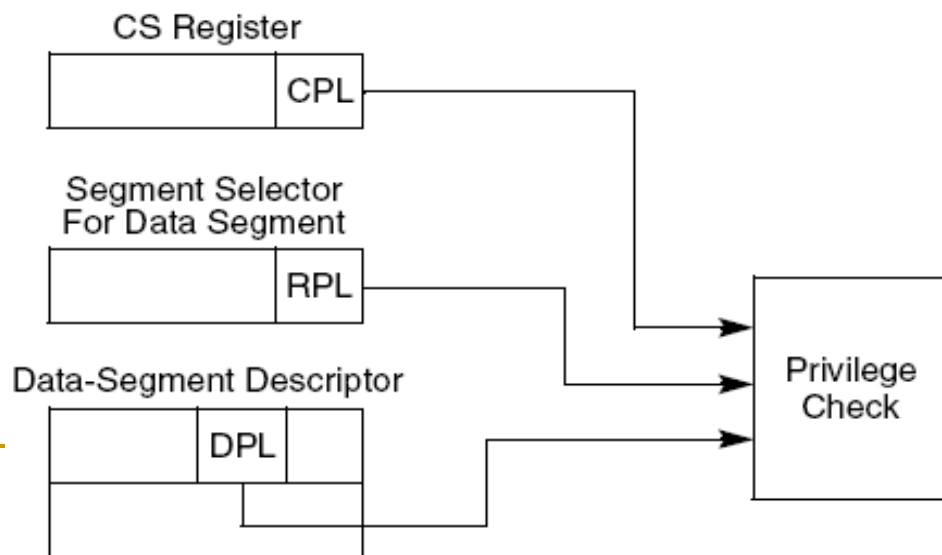 CS Register
CPL
Segment Selector
For Data Segment
RPL
Data-Segment Descriptor
DPL
Privilege
Check